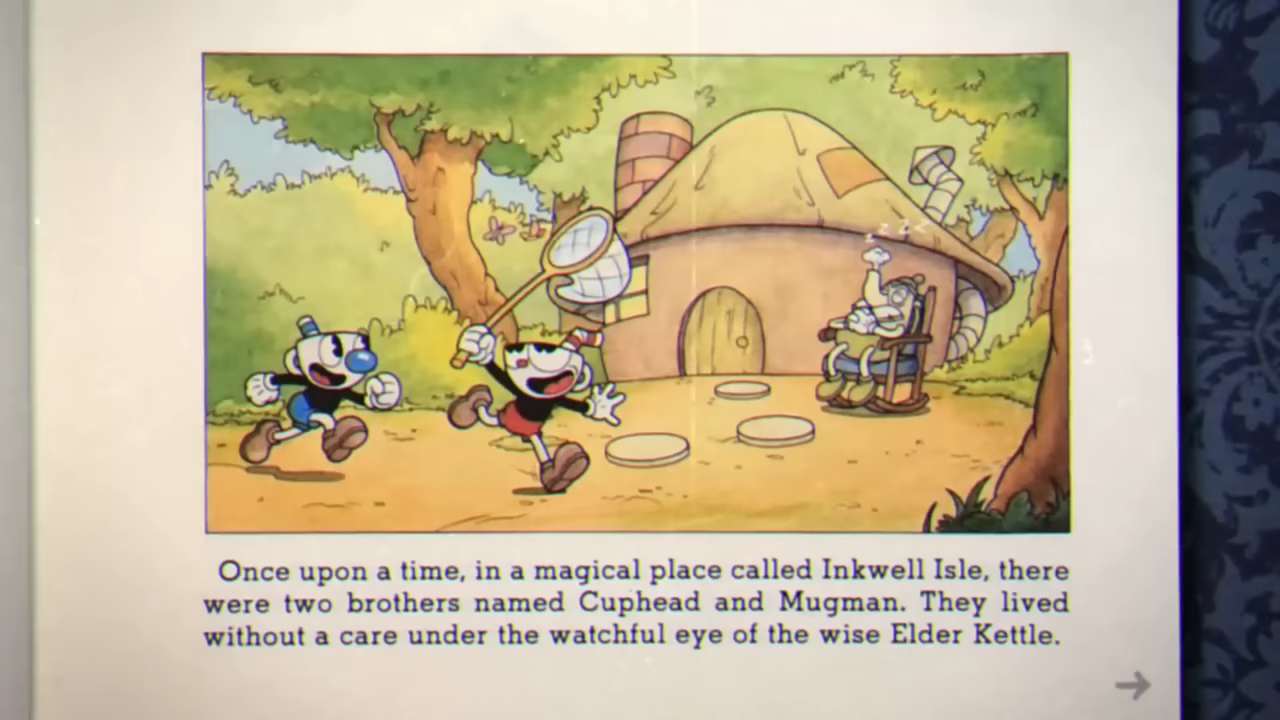 z z z z
Once upon a time, in a magical place called Inkwell Isle, there
were two brothers named Cuphead and Mugman. They lived
without a care under the watchful eye of the wise Elder Kettle.